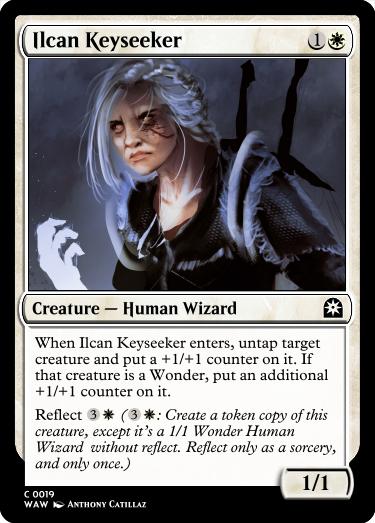 Ilcan Keyseeker 1
Creature — Human Wizard
When Ilcan Keyseeker enters, untap target
creature and put a +1/+1 counter on it. If
that creature is a Wonder, put an additional
+1/+1 counter on it.
Reflect 3 (3 : Create a token copy of this
creature, except it's a 1/1 Wonder Human
Wizard without reflect. Reflect only as a sorcery,
and only once.)
1/1
C 0019
WAW Anthony Catillaz